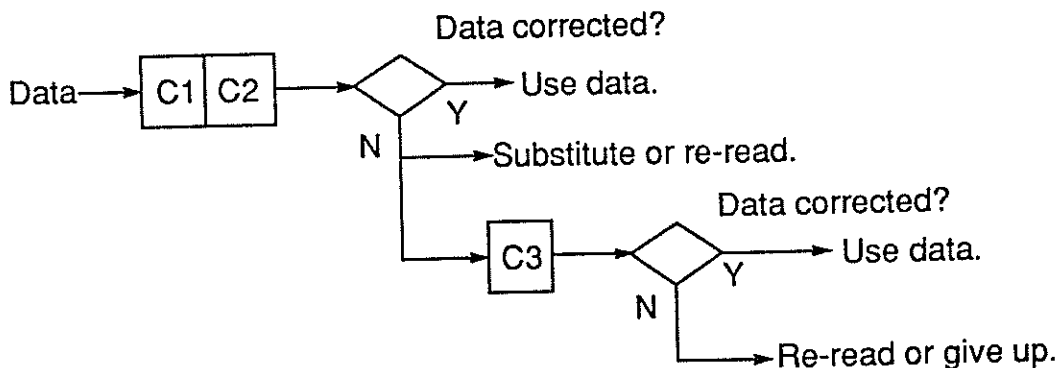 Data corrected?
Data
C1
C2
Use data.
Y
N
Substitute or re-read.
Data corrected?
C3
Use data.
Y
N
Re-read or give up.